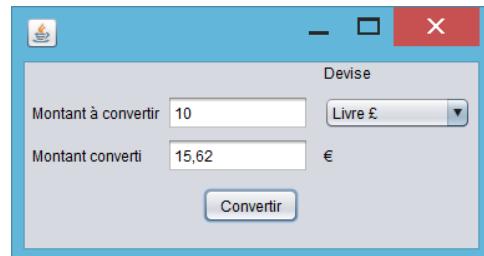 Devise
Montant à convertir 10 Livre £
Montant converti 15,62 €
Convertir